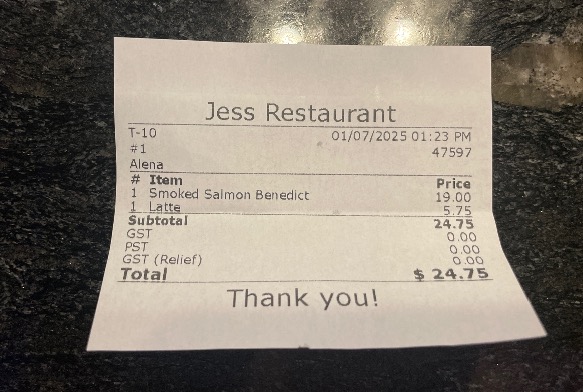 Jess Restaurant
T-10 01/07/2025 01:23 PM
#1 47597
Alena
# Item Price
1 Smoked Salmon Benedict 19.00
1 Latte 5.75
Subtotal 24.75
GST 0.00
PST 0.00
GST (Relief) 0.00
Total $ 24.75
Thank you!